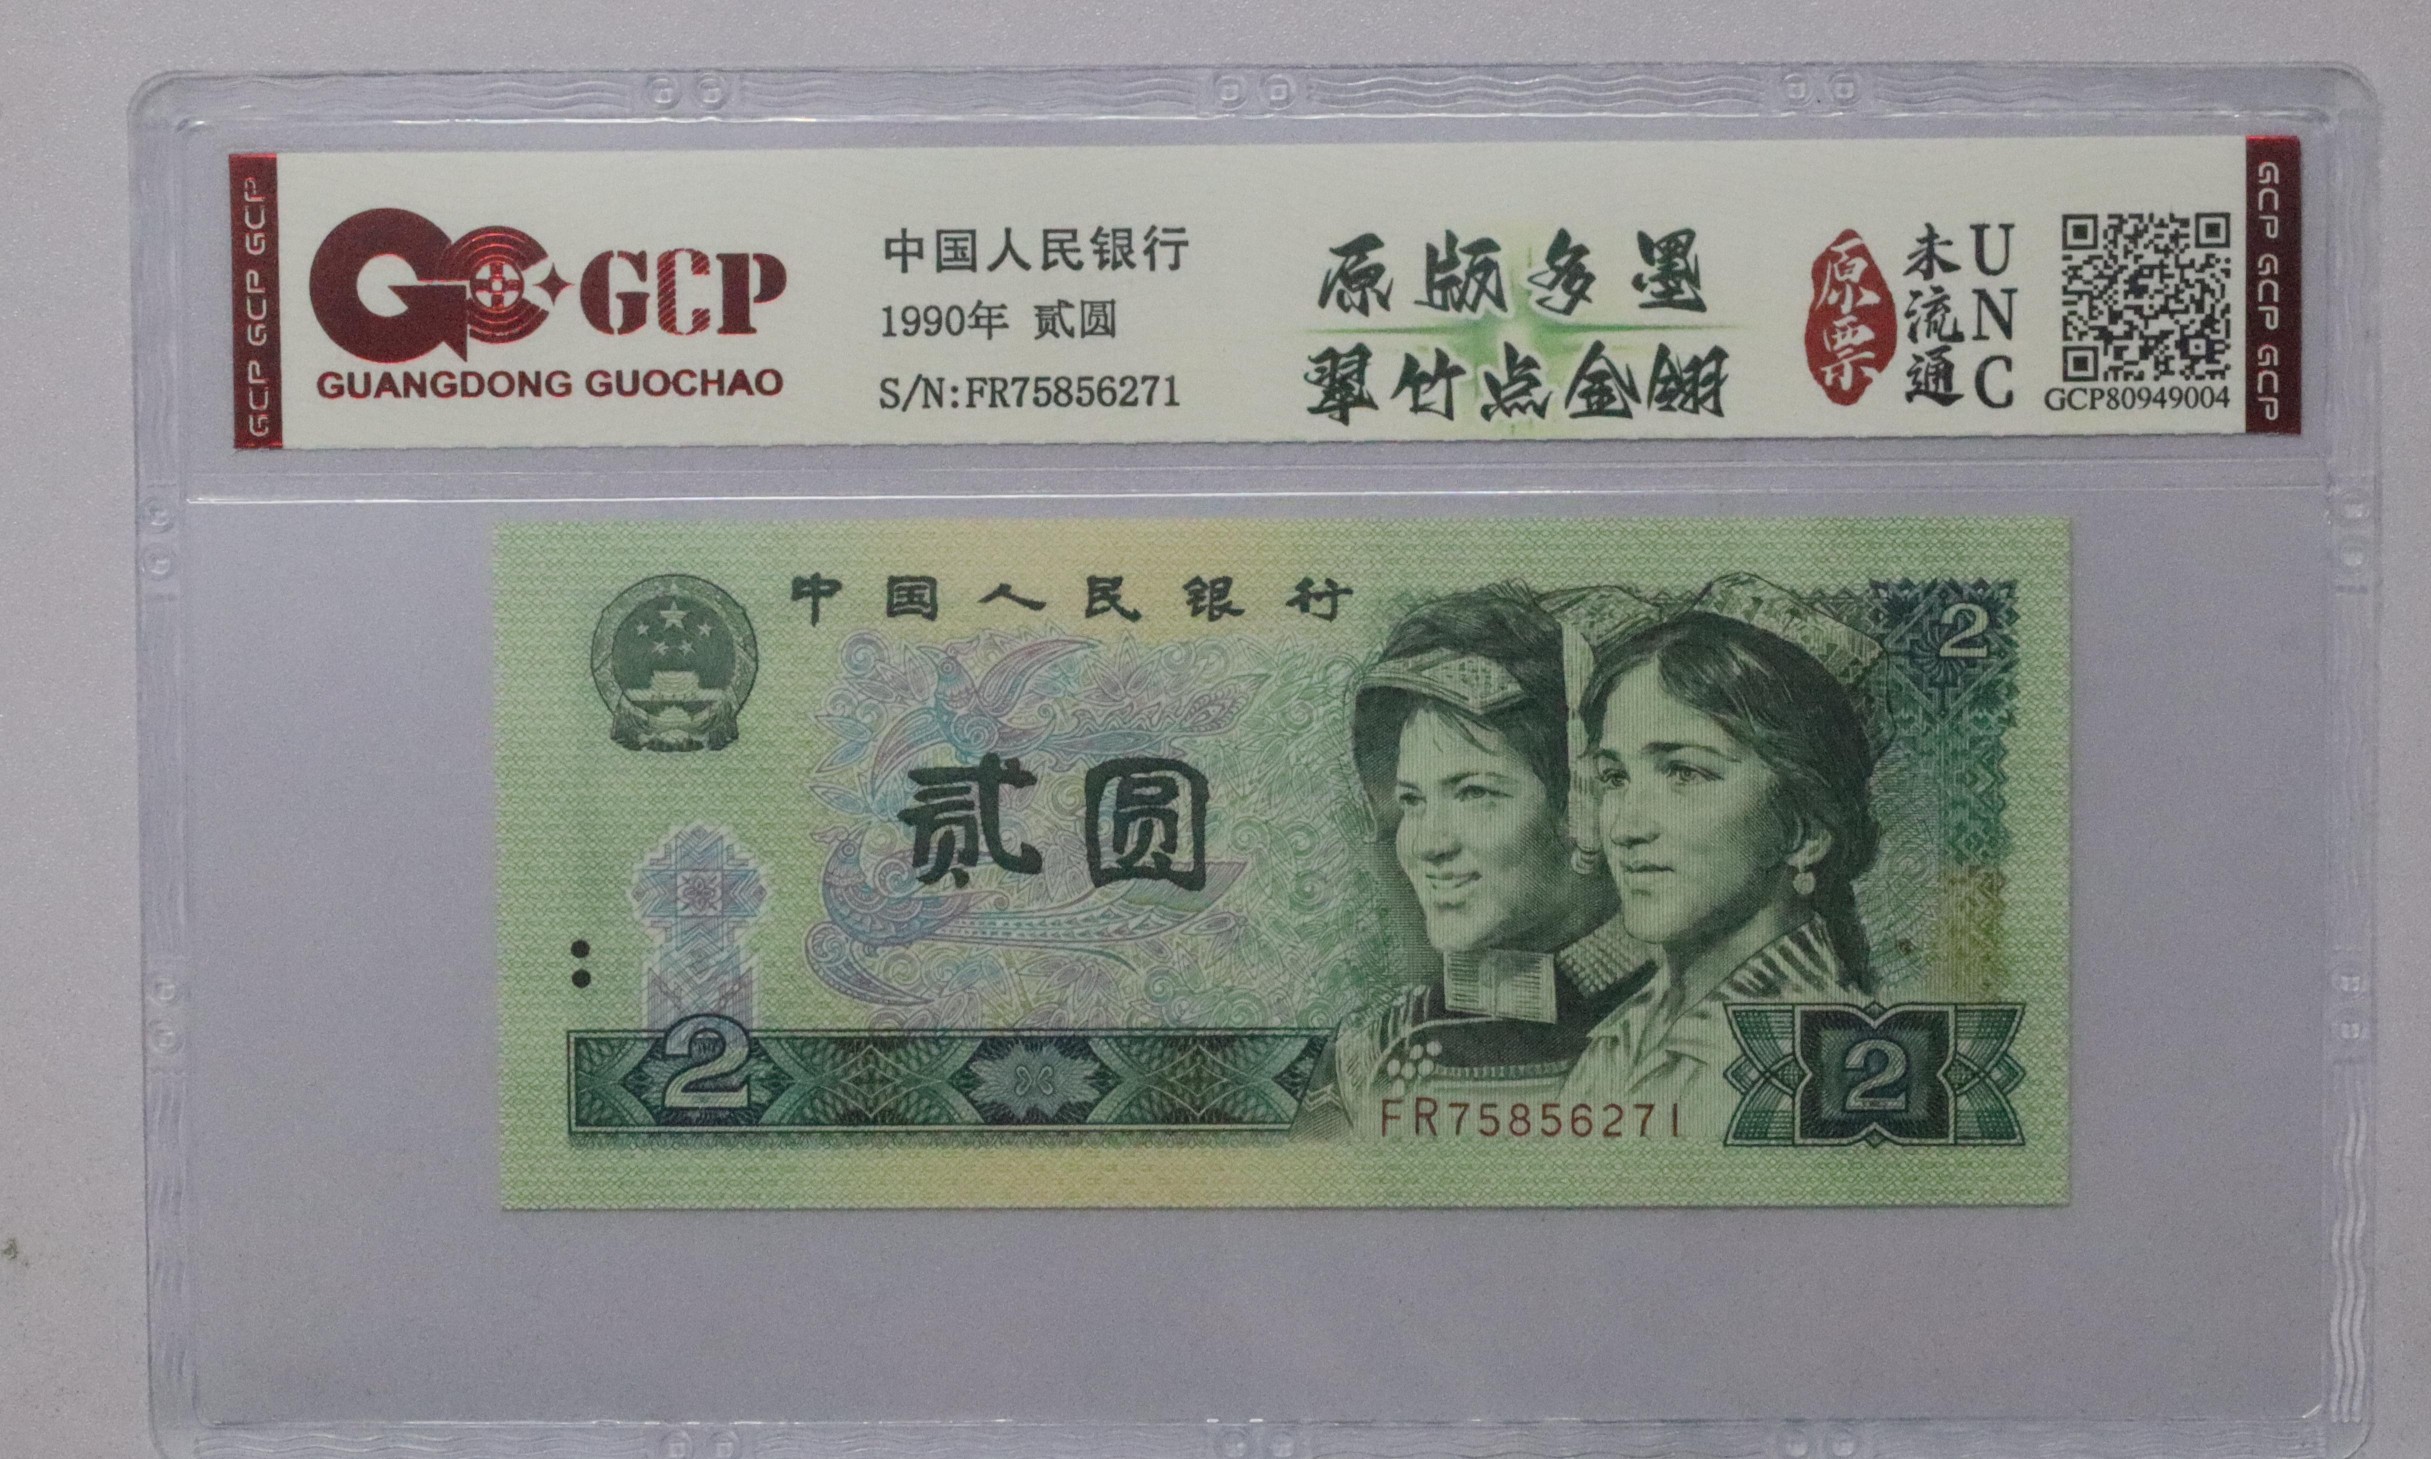 GCP GCP GCP
GCP
GUANGDONG GUOCHAO
中国人民银行
1990年 贰圆
S/N:FR75856271
原版多墨
翠竹点金翎
原票
未流通
UNC
GCP80949004
GCP GCP GCP
中国人民银行
2
贰圆
2
FR75856271
2